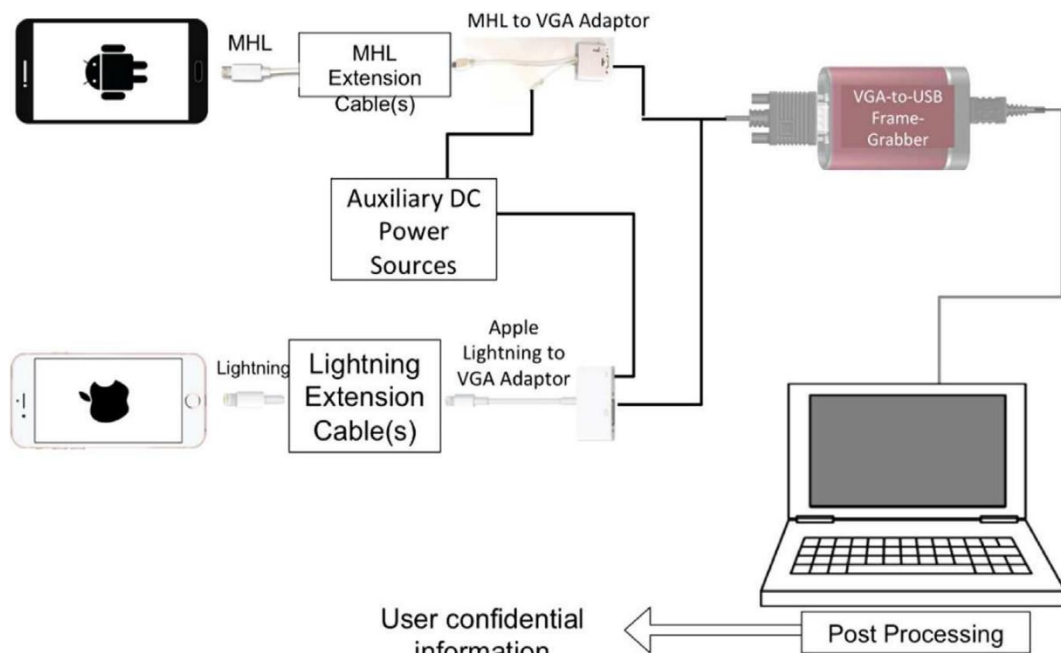 MHL to VGA Adaptor
MHL
MHL
Extension
Cable(s)
VGA-to-USB
Frame-
Grabber
Auxiliary DC
Power
Sources
Apple
Lightning to
VGA Adaptor
Lightning
Lightning
Extension
Cable(s)
User confidential
information
Post Processing